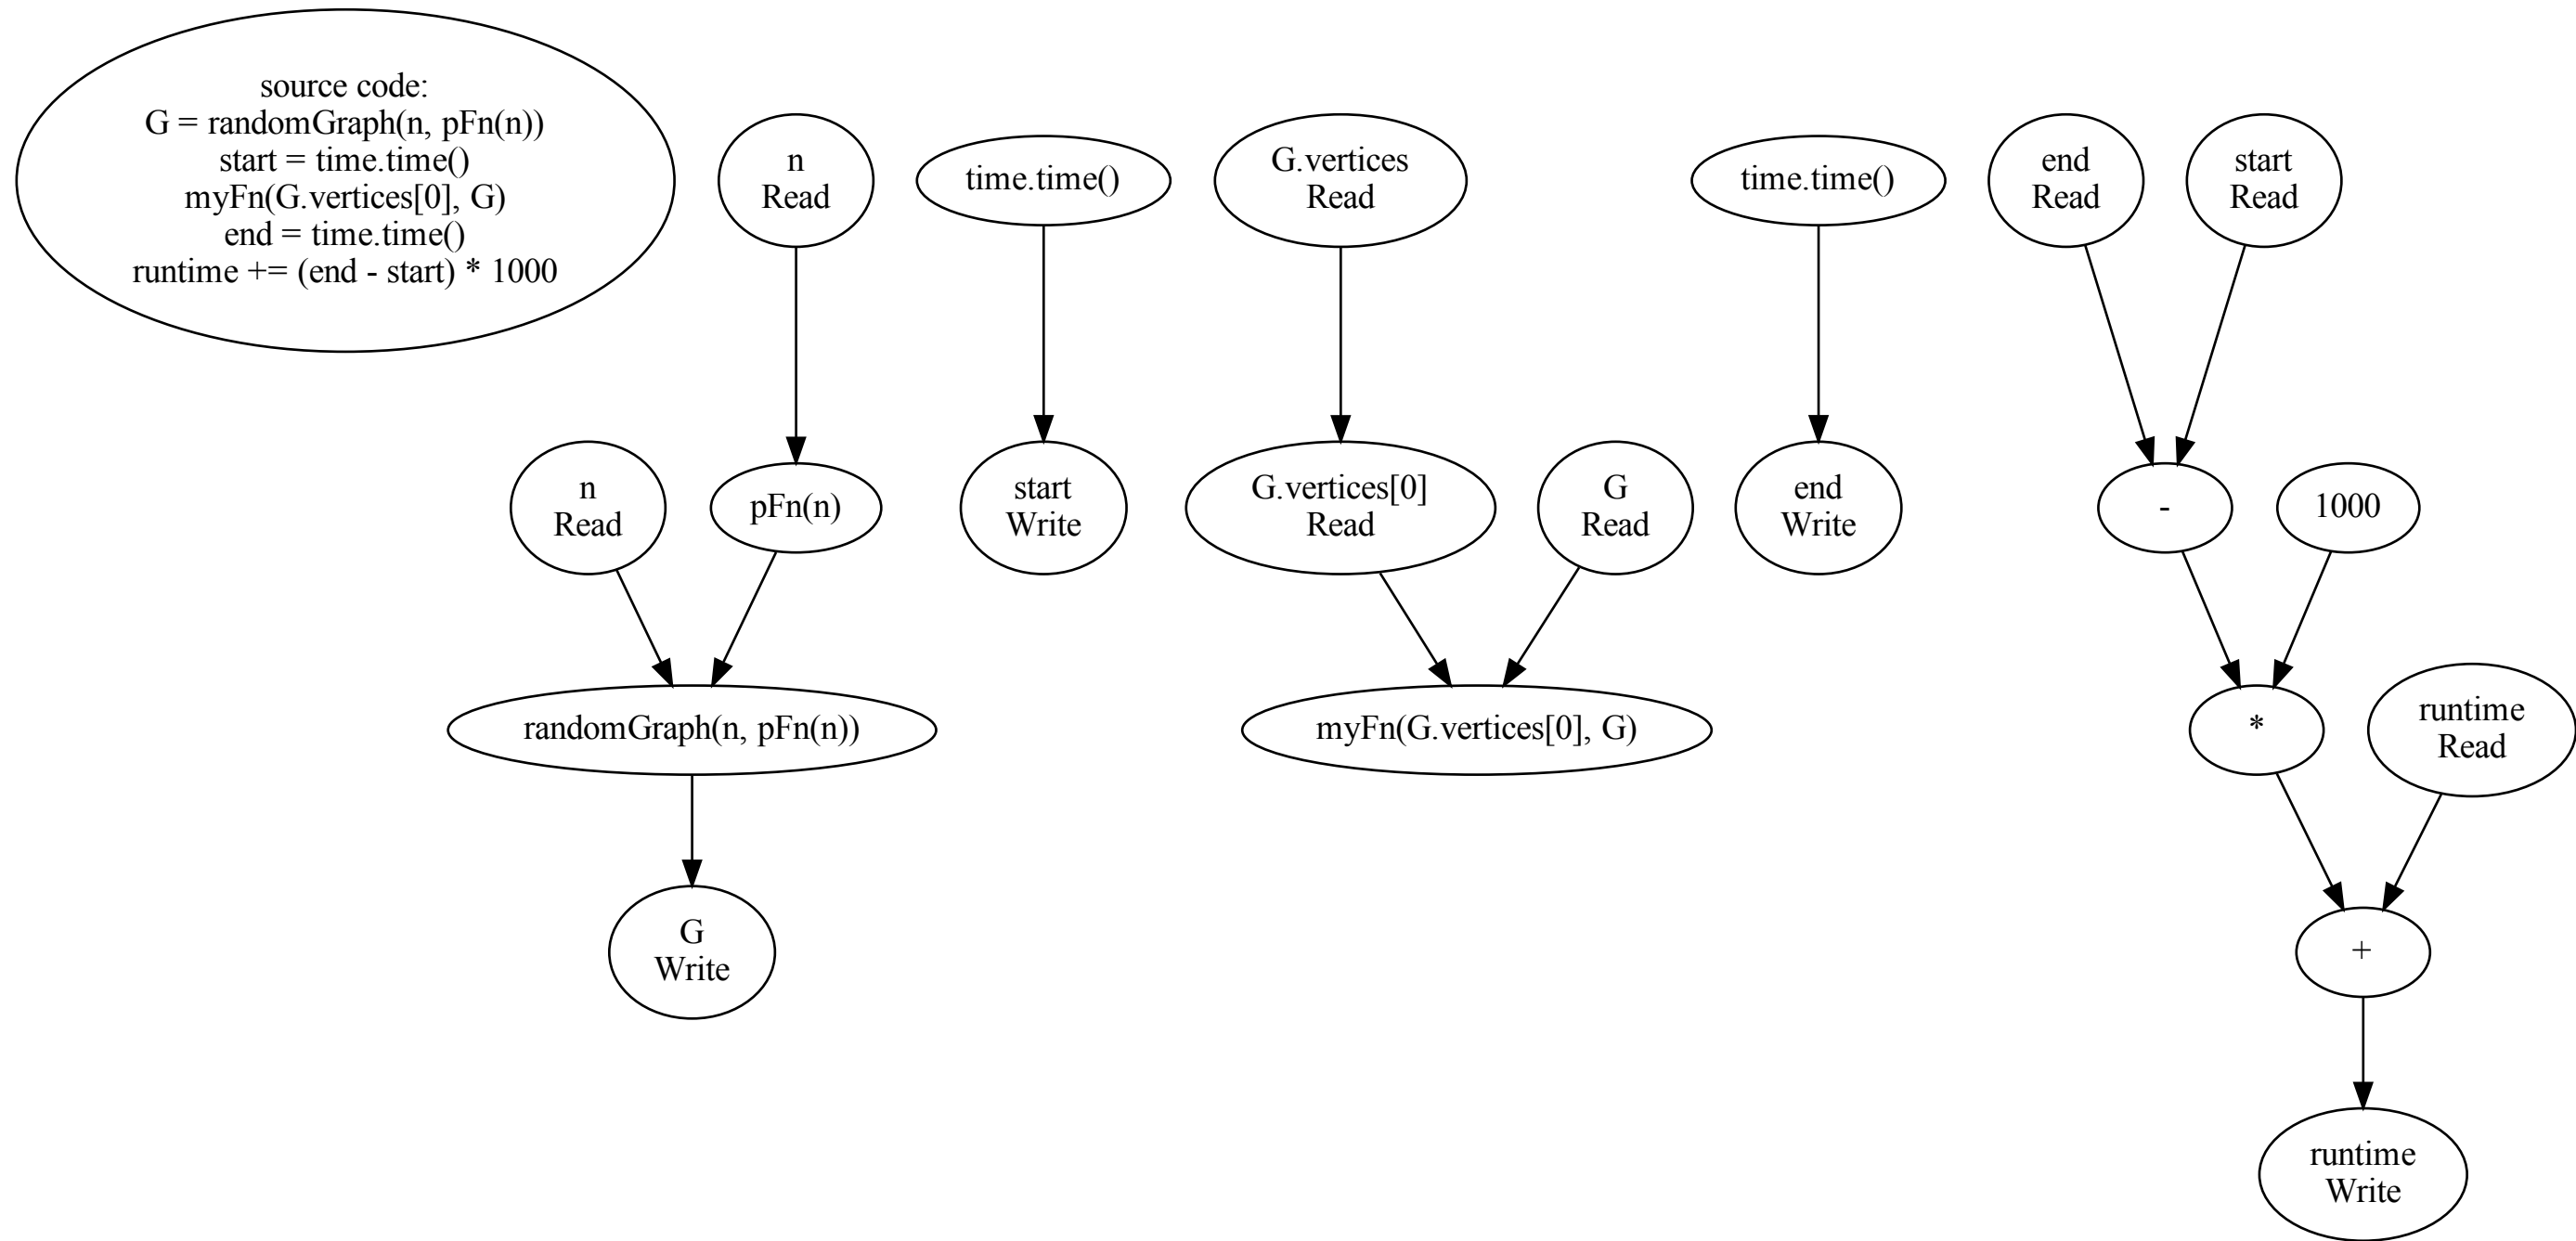 source code:
G = randomGraph(n, pFn(n))
start = time.time()
myFn(G.vertices[0], G)
end = time.time()
runtime += (end - start) * 1000
n
Read
time.time()
G.vertices
Read
time.time()
end
Read
start
Read
n
Read
pFn(n)
start
Write
G.vertices[0]
Read
G
Read
end
Write
-
1000
randomGraph(n, pFn(n))
myFn(G.vertices[0], G)
*
runtime
Read
G
Write
+
runtime
Write